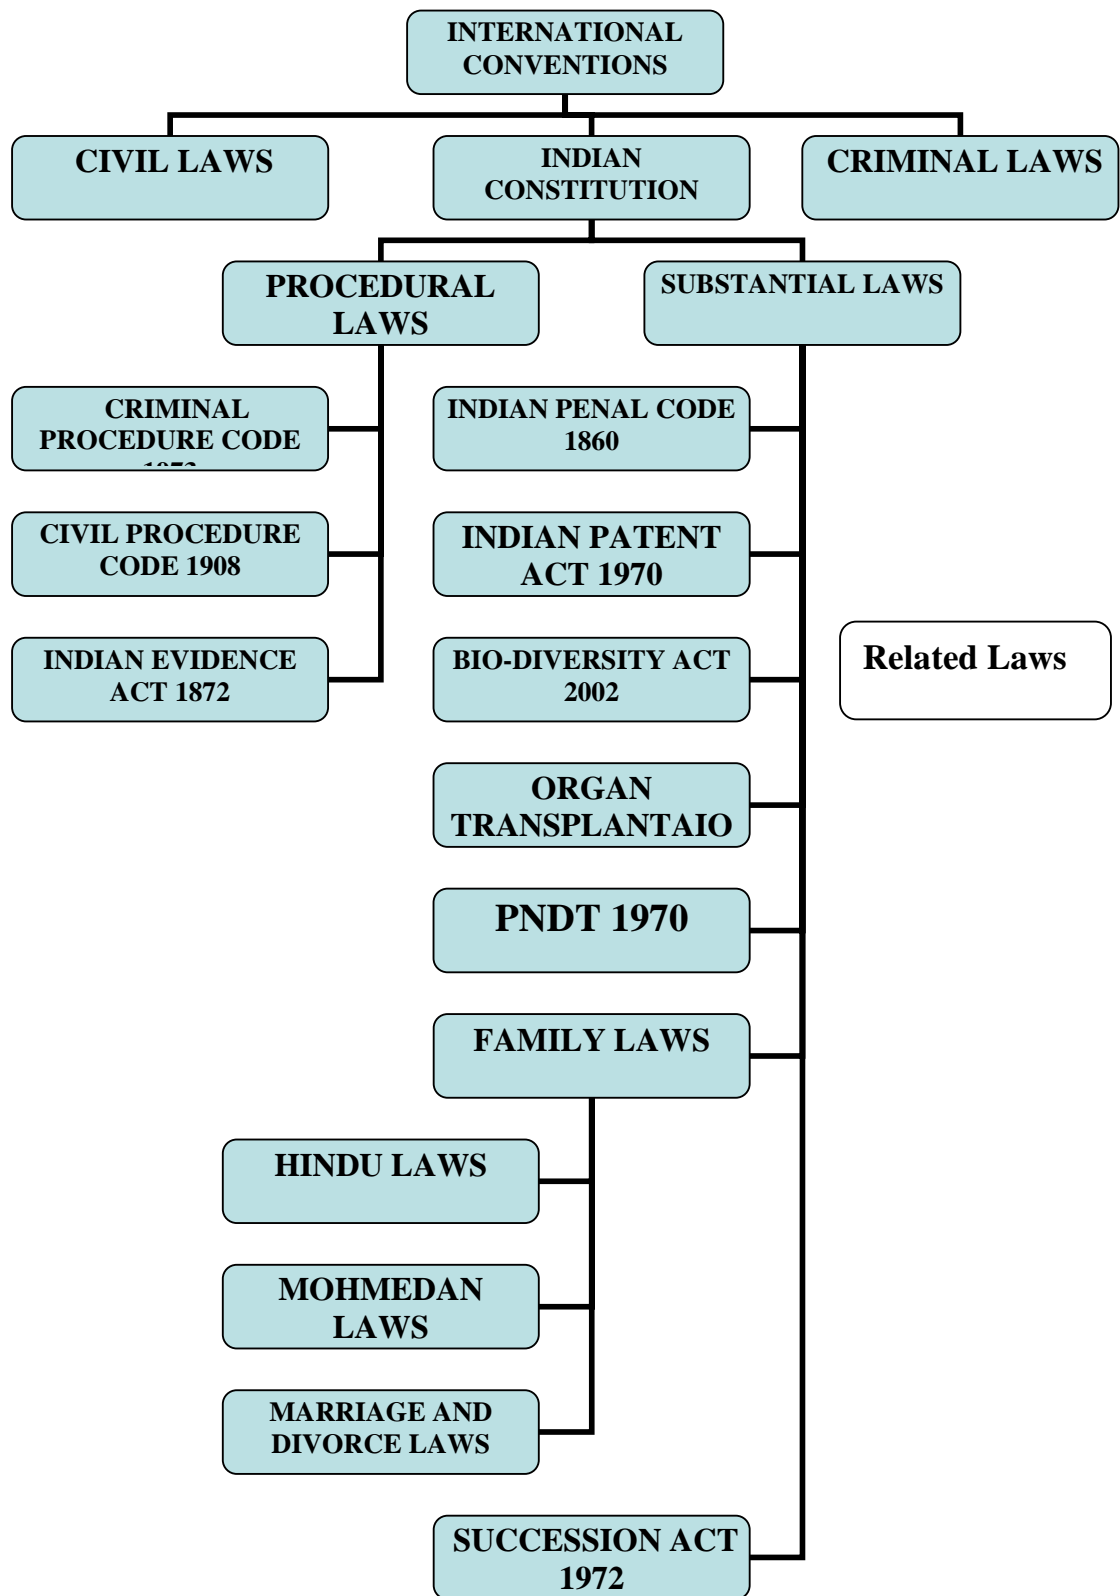 INTERNATIONAL
CONVENTIONS
CIVIL LAWS
INDIAN
CONSTITUTION
CRIMINAL LAWS
PROCEDURAL
LAWS
SUBSTANTIAL LAWS
CRIMINAL
PROCEDURE CODE
INDIAN PENAL CODE
1860
CIVIL PROCEDURE
CODE 1908
INDIAN PATENT
ACT 1970
INDIAN EVIDENCE
ACT 1872
BIO-DIVERSITY ACT
2002
Related Laws
ORGAN
TRANSPLANTAIO
PNDT 1970
FAMILY LAWS
HINDU LAWS
MOHMEDAN
LAWS
MARRIAGE AND
DIVORCE LAWS
SUCCESSION ACT
1972